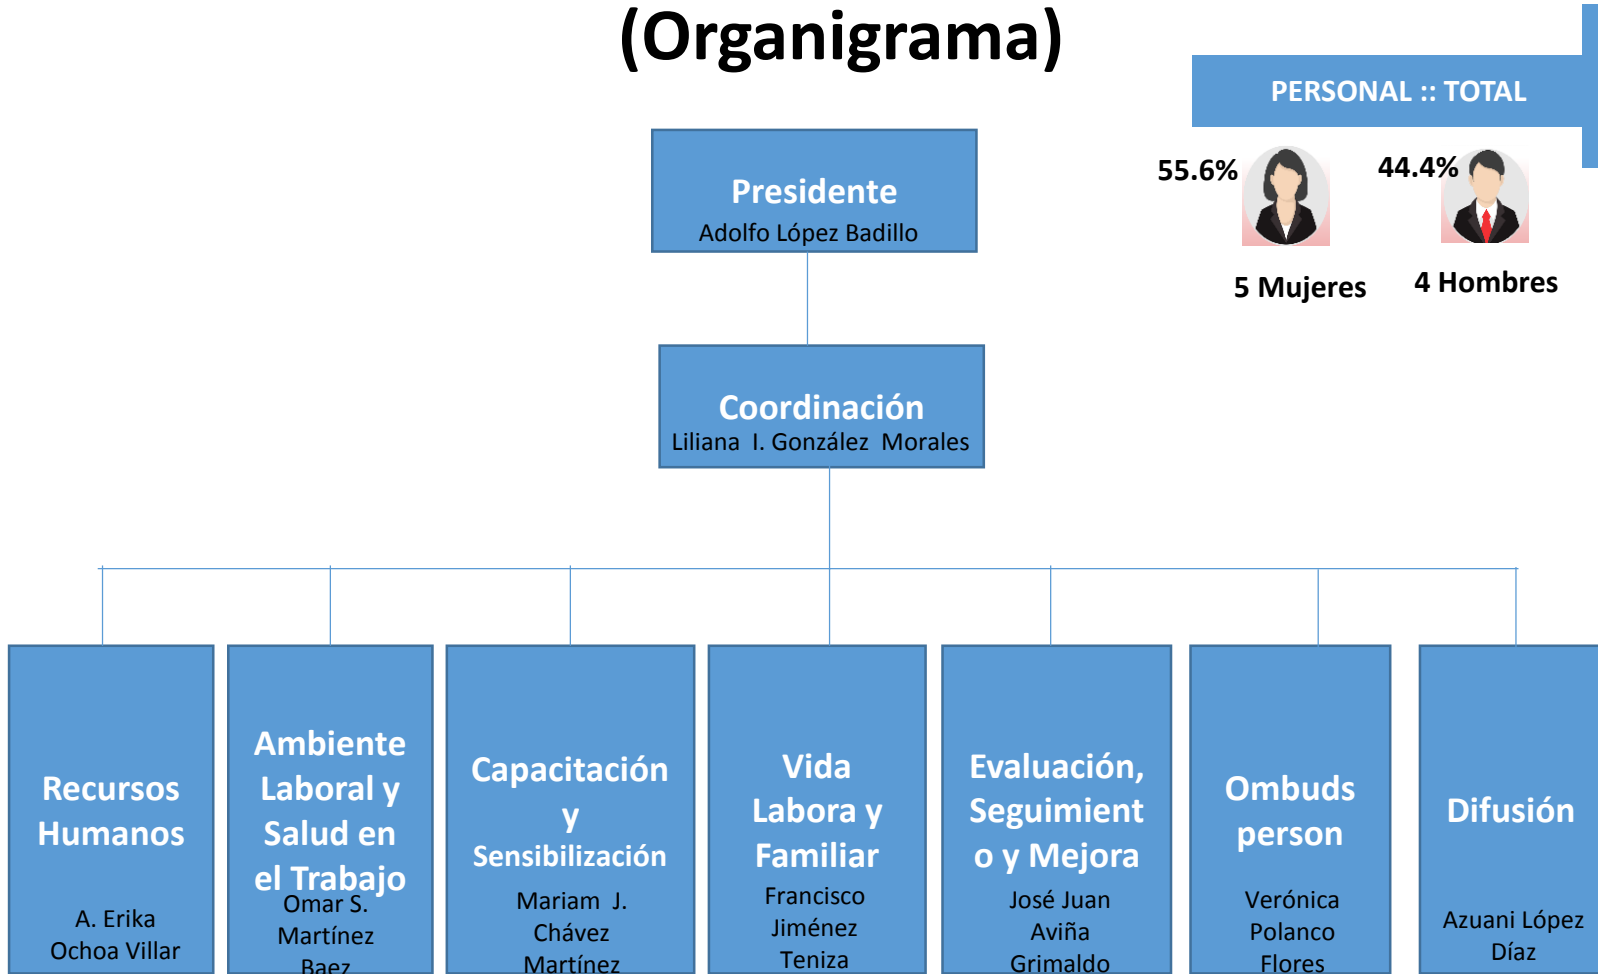 (Organigrama)
PERSONAL :: TOTAL
55.6%
44.4%
5 Mujeres
4 Hombres
Presidente
Adolfo López Badillo
Coordinación
Liliana I. González Morales
Recursos
Humanos
A. Erika
Ochoa Villar
Ambiente
Laboral y
Salud en
el Trabajo
Omar S.
Martínez
Baez
Capacitación
y
Sensibilización
Mariam J.
Chávez
Martínez
Vida
Labora y
Familiar
Francisco
Jiménez
Teniza
Evaluación,
Seguimient
o y Mejora
José Juan
Aviña
Grimaldo
Ombuds
person
Verónica
Polanco
Flores
Difusión
Azuani López
Díaz